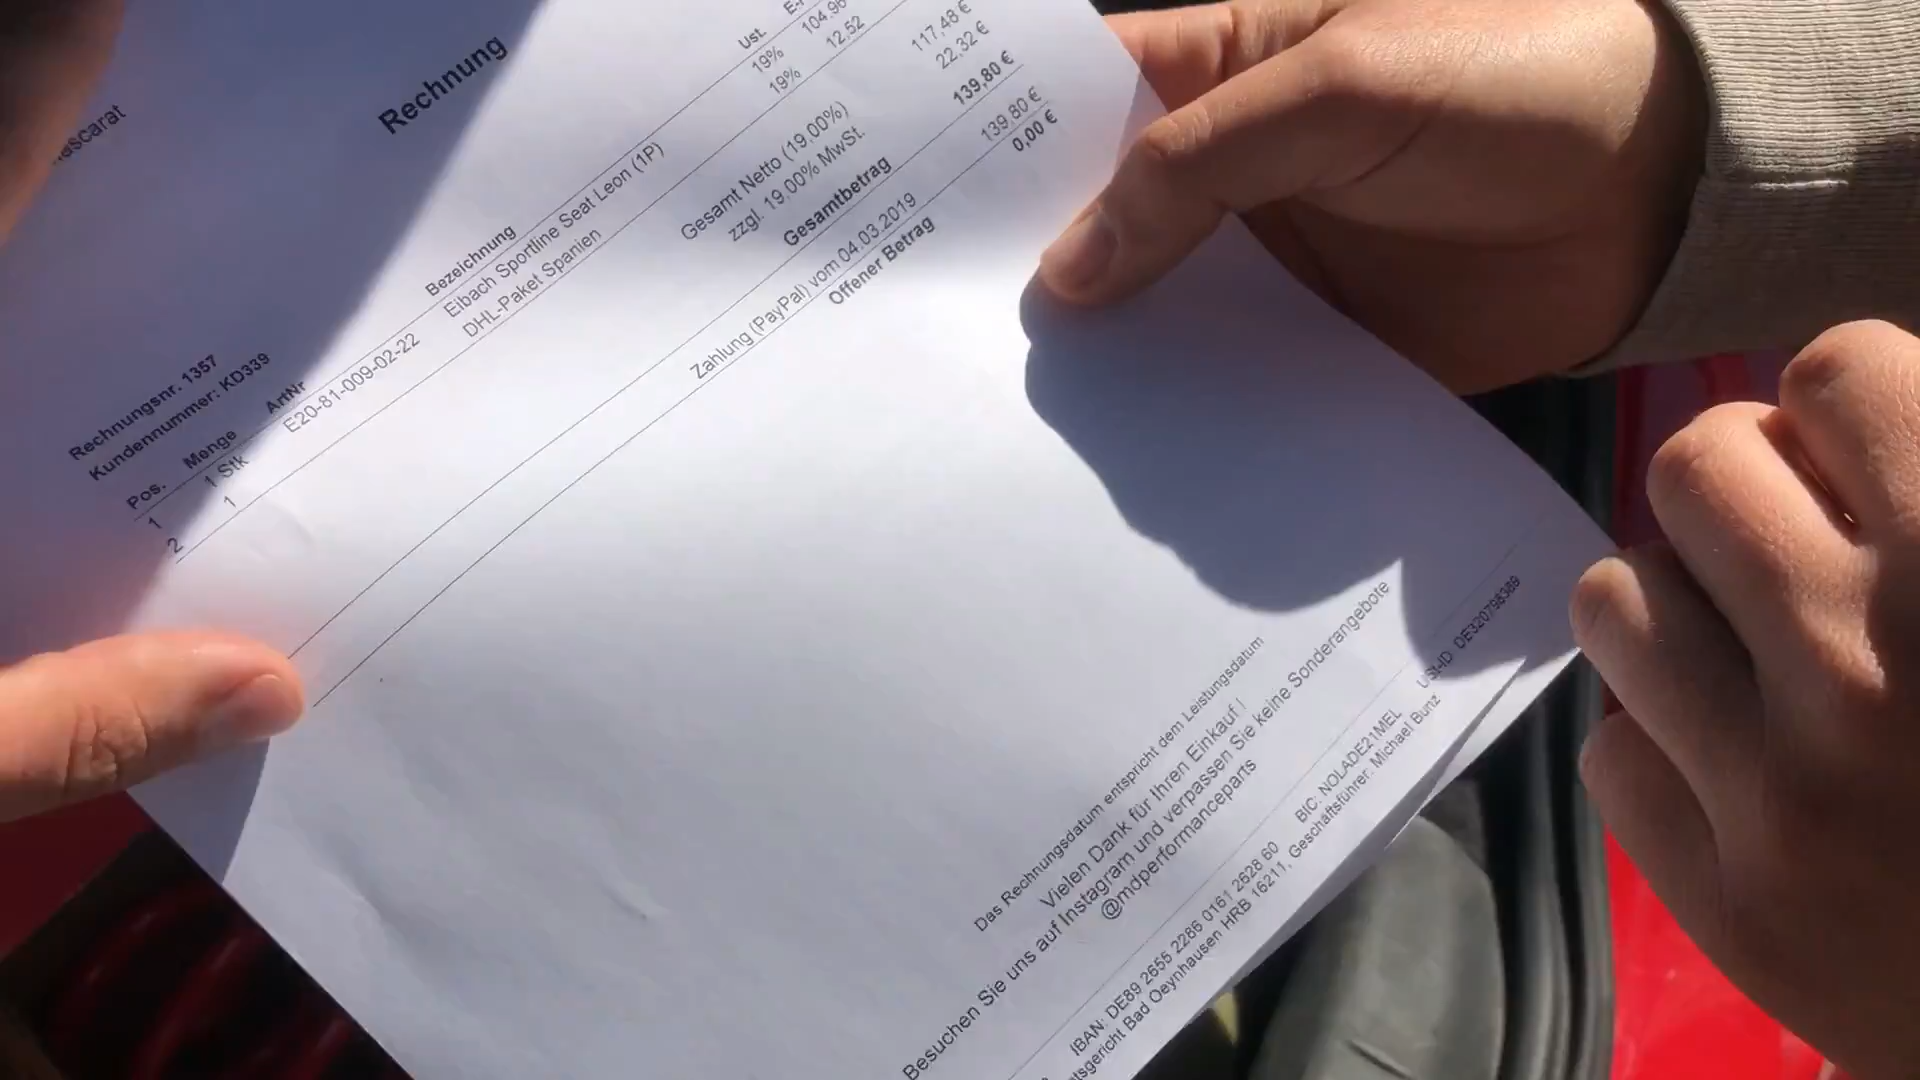 Rechnung
Rechnungsnr. 1357
Kundennummer: KD339
Pos. Menge ArtNr Bezeichnung Ust.
1 1 Stk E20-81-009-02-22 Eibach Sportline Seat Leon (1P) 19% 104,96
2 1 DHL-Paket Spanien 19% 12,52
Gesamt Netto (19.00%) 117,48 €
zzgl. 19.00% MwSt. 22,32 €
Gesamtbetrag 139,80 €
Zahlung (PayPal) vom 04.03.2019 139,80 €
Offener Betrag 0,00 €
Das Rechnungsdatum entspricht dem Leistungsdatum
Vielen Dank für Ihren Einkauf !
Besuchen Sie uns auf Instagram und verpassen Sie keine Sonderangebote
@mdperformanceparts
IBAN: DE89 2655 2286 0161 2628 60 BIC: NOLADE21MEL USt-ID: DE320798389
Bad Oeynhausen HRB 16211, Geschäftsführer: Michael Bunz